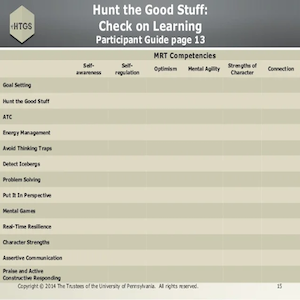 HTGS
Hunt the Good Stuff:
Check on Learning
Participant Guide page 13
MRT Competencies
Self-awareness Self-regulation Optimism Mental Agility Strengths of Character Connection
Goal Setting
Hunt the Good Stuff
ATC
Energy Management
Avoid Thinking Traps
Detect Icebergs
Problem Solving
Put It In Perspective
Mental Games
Real-Time Resilience
Character Strengths
Assertive Communication
Praise and Active
Constructive Responding
Copyright © 2014 The Trustees of the University of Pennsylvania. All rights reserved. 15